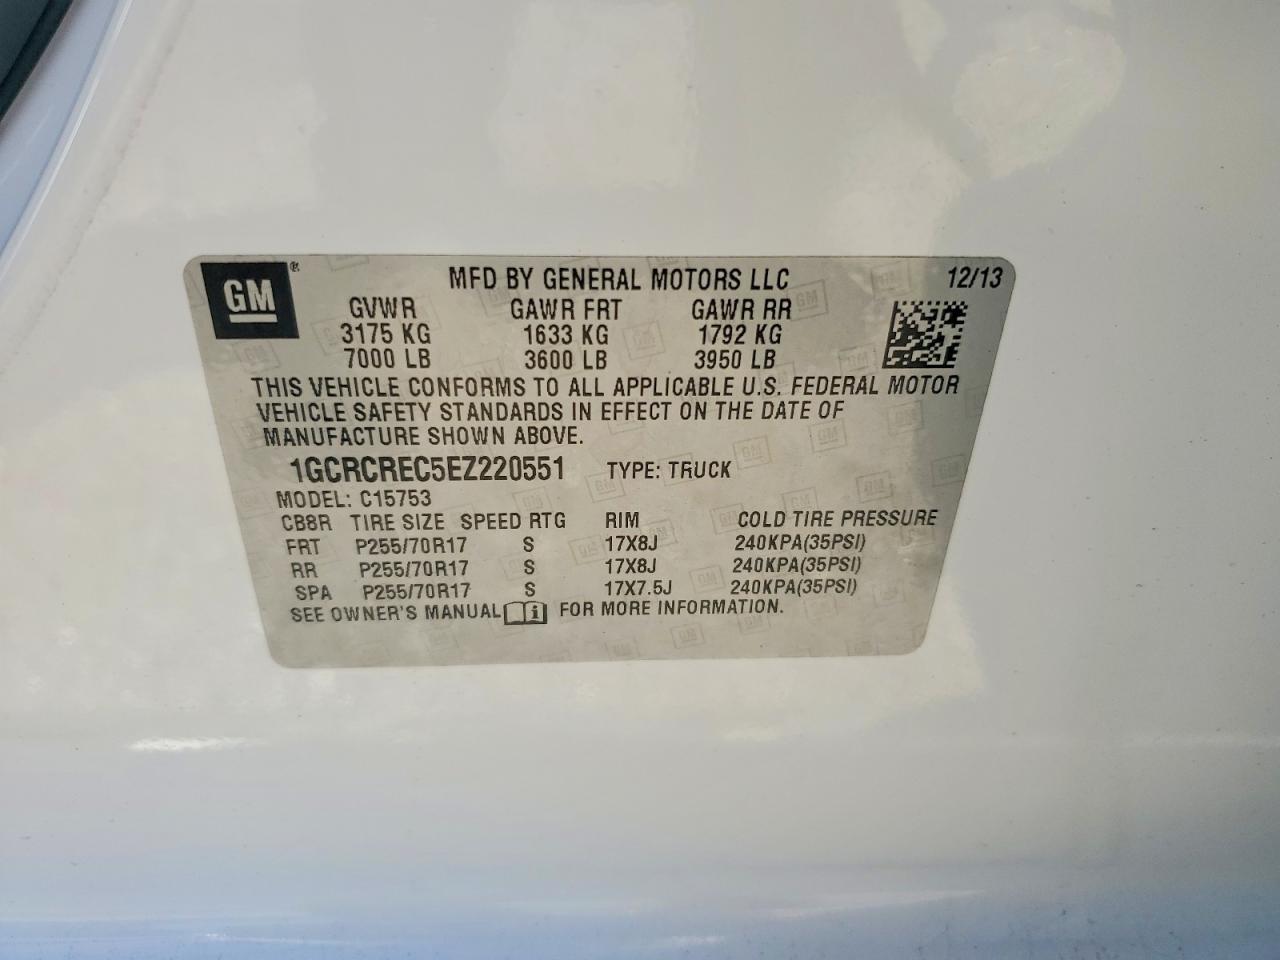 GM® MFD BY GENERAL MOTORS LLC 12/13
GVWR GAWR FRT GAWR RR
3175 KG 1633 KG 1792 KG
7000 LB 3600 LB 3950 LB
THIS VEHICLE CONFORMS TO ALL APPLICABLE U.S. FEDERAL MOTOR
VEHICLE SAFETY STANDARDS IN EFFECT ON THE DATE OF
MANUFACTURE SHOWN ABOVE.
1GCRCREC5EZ220551 TYPE: TRUCK
MODEL: C15753
CB8R TIRE SIZE SPEED RTG RIM COLD TIRE PRESSURE
FRT P255/70R17 S 17X8J 240KPA(35PSI)
RR P255/70R17 S 17X8J 240KPA(35PSI)
SPA P255/70R17 S 17X7.5J 240KPA(35PSI)
SEE OWNER'S MANUAL i FOR MORE INFORMATION.